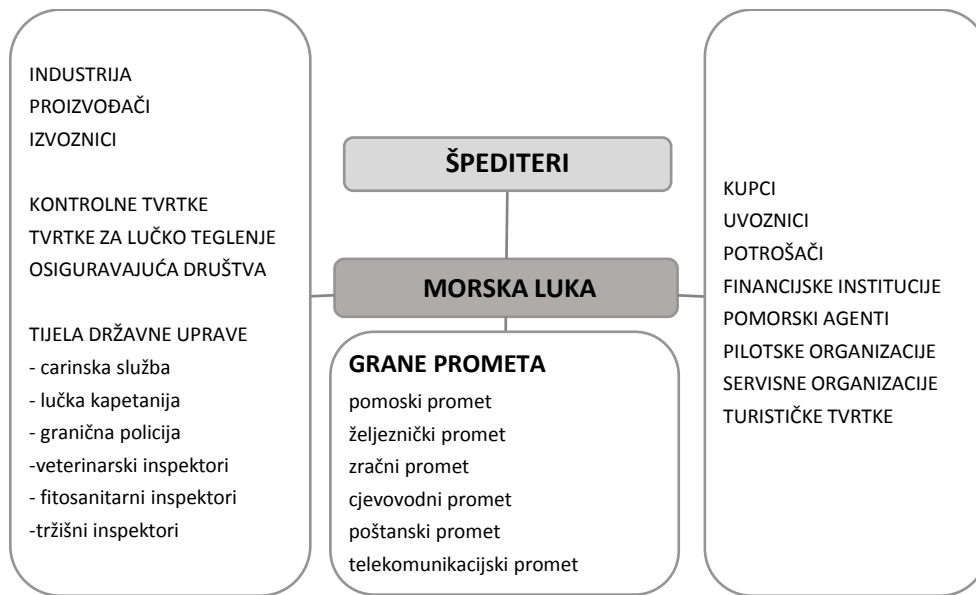 INDUSTRIJA
PROIZVOĐAČI
IZVOZNICI
KONTROLNE TVRTKE
TVRTKE ZA LUČKO TEGLENJE
OSIGURAVAJUĆA DRUŠTVA
TIJELA DRŽAVNE UPRAVE
- carinska služba
- lučka kapetanija
- granična policija
-veterinarski inspektori
- fitosanitarni inspektori
-tržišni inspektori
ŠPEDITERI
MORSKA LUKA
GRANE PROMETA
pomoski promet
željeznički promet
zračni promet
cjevovodni promet
poštanski promet
telekomunikacijski promet
KUPCI
UVOZNICI
POTROŠAČI
FINANCIJSKE INSTITUCIJE
POMORSKI AGENTI
PILOTSKE ORGANIZACIJE
SERVISNE ORGANIZACIJE
TURISTIČKE TVRTKE